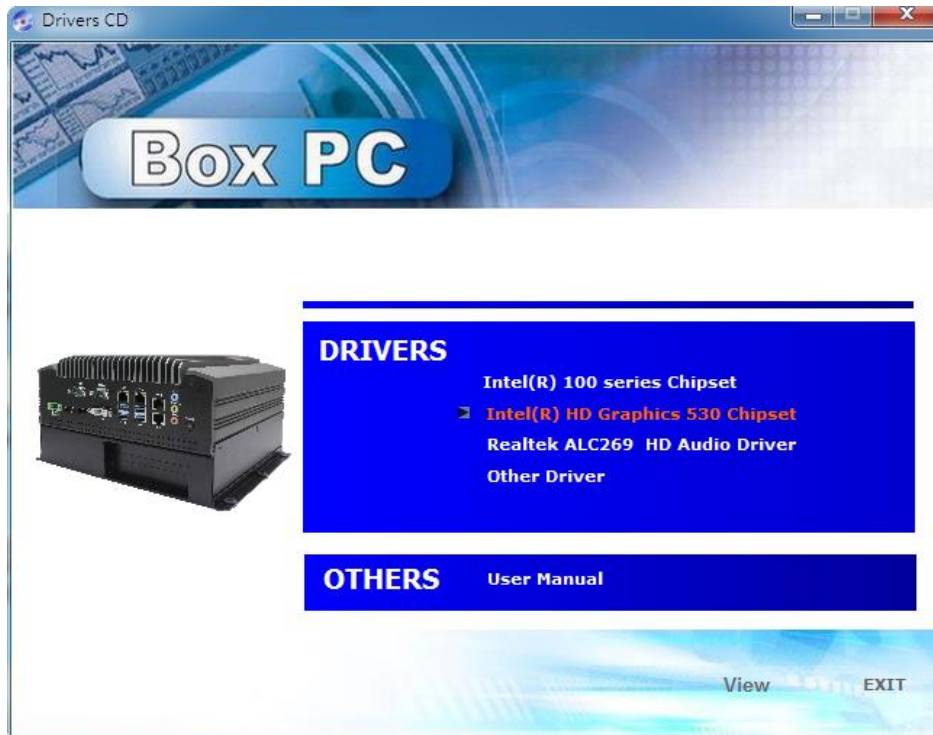 Drivers CD
Box PC
DRIVERS
Intel(R) 100 series Chipset
Intel(R) HD Graphics 530 Chipset
Realtek ALC269 HD Audio Driver
Other Driver
OTHERS User Manual
View EXIT